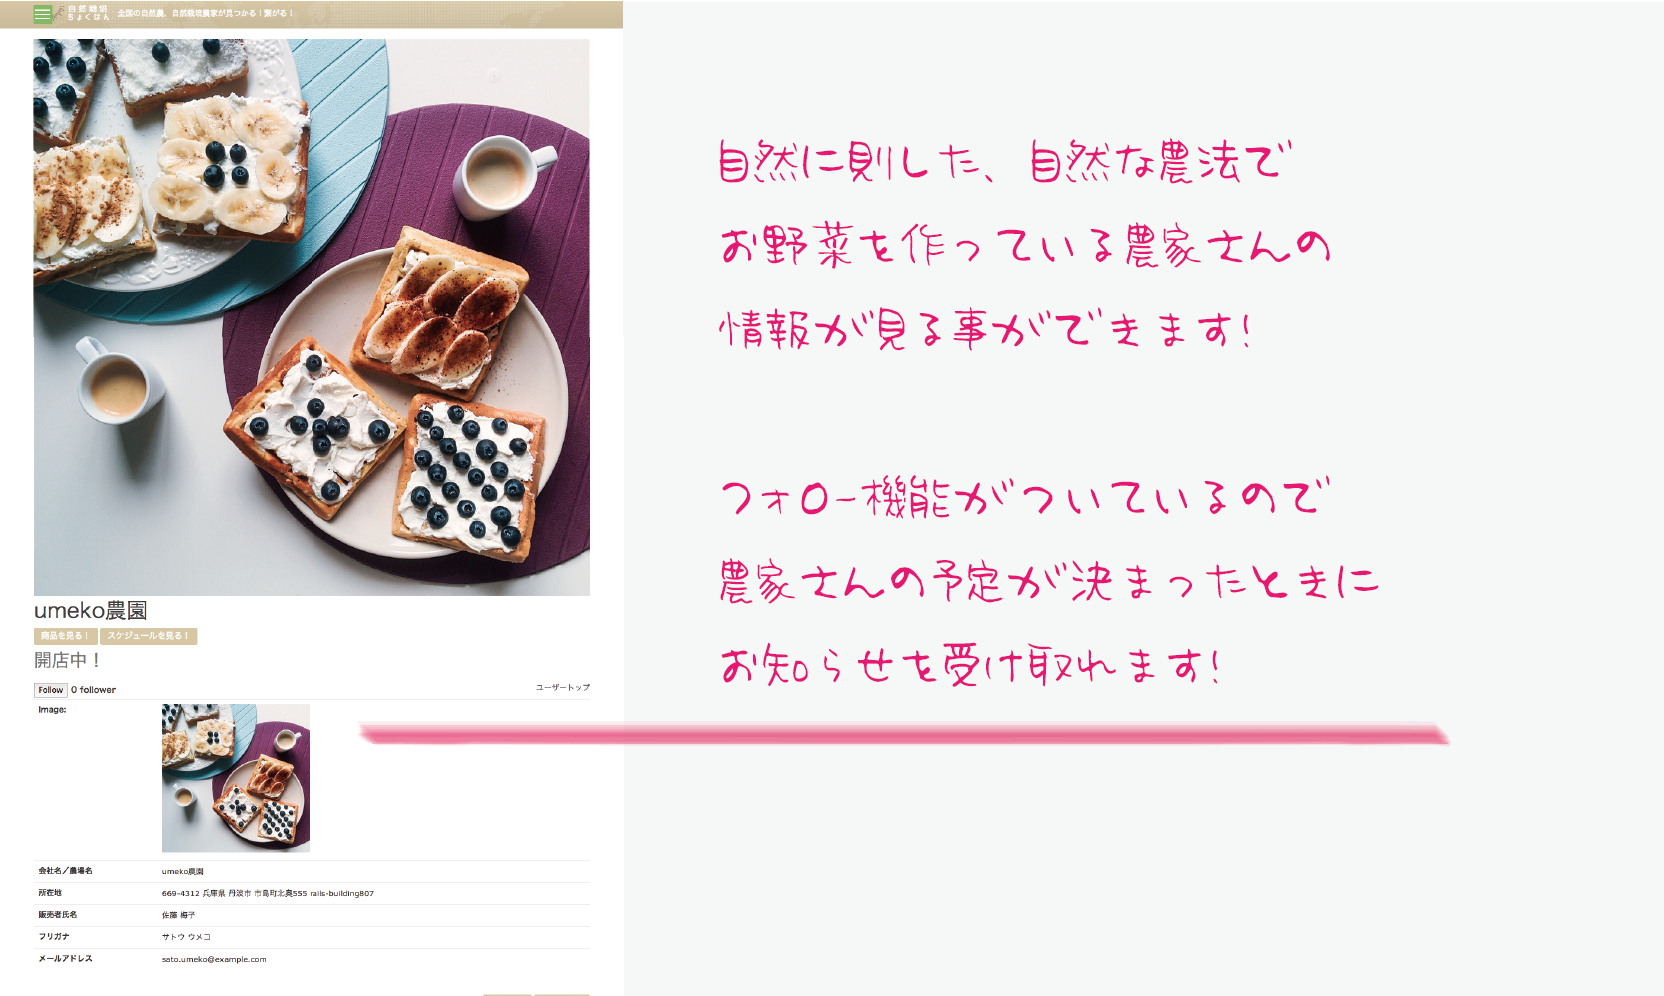 自然栽培
ちょくはん
全国の自然農、自然栽培農家が見つかる！繋がる！
umeko農園
商品を見る！ スケジュールを見る！
開店中！
Follow 0 follower ユーザートップ
Image:
会社名／農場名 umeko農園
所在地 669-4312 兵庫県 丹波市 市島町北奥555 rails-building807
販売者氏名 佐藤 梅子
フリガナ サトウ ウメコ
メールアドレス sato.umeko@example.com
自然に則した、自然な農法で
お野菜を作っている農家さんの
情報が見る事ができます！
フォロー機能がついているので
農家さんの予定が決まったときに
お知らせを受け取れます！